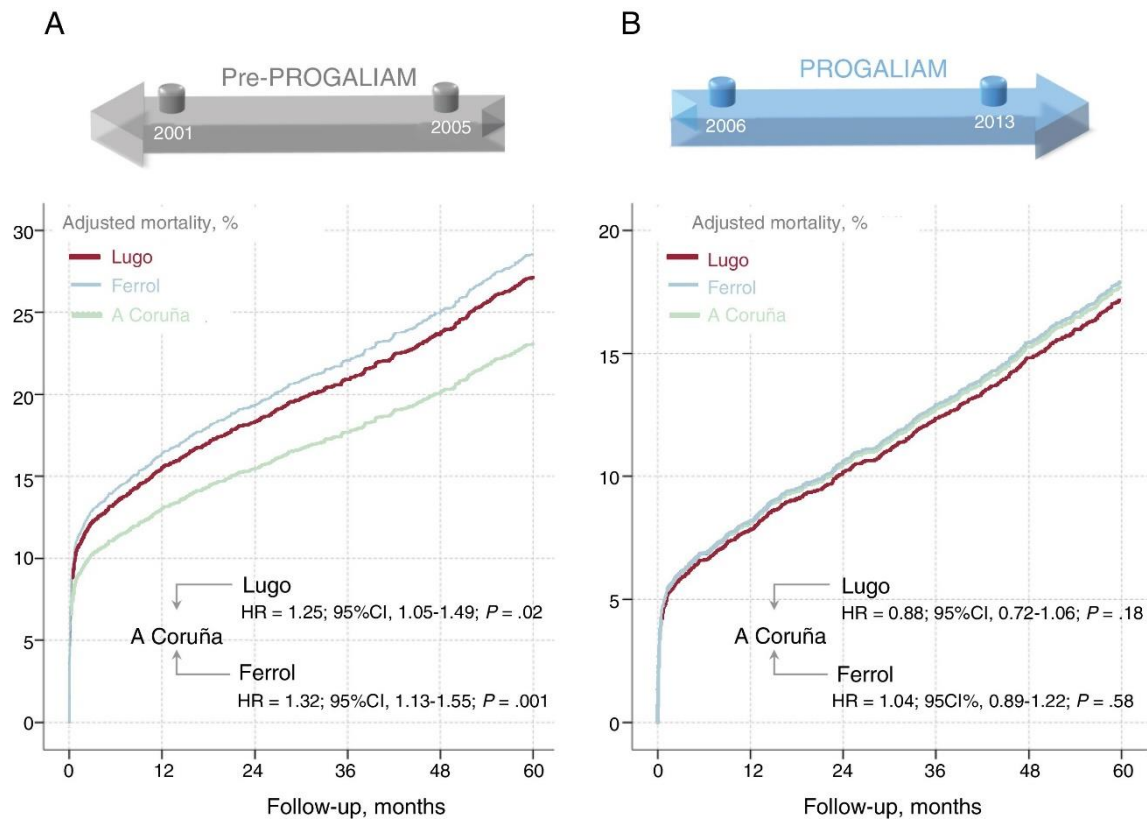 A
Pre-PROGALIAM
2001 2005
30
25
20
15
10
5
0
Adjusted mortality, %
Lugo
Ferrol
A Coruña
Lugo
HR = 1.25; 95%CI, 1.05-1.49; P = .02
A Coruña
Ferrol
HR = 1.32; 95%CI, 1.13-1.55; P = .001
0 12 24 36 48 60
Follow-up, months
B
PROGALIAM
2006 2013
20
15
10
5
0
Adjusted mortality, %
Lugo
Ferrol
A Coruña
Lugo
HR = 0.88; 95%CI, 0.72-1.06; P = .18
A Coruña
Ferrol
HR = 1.04; 95CI%, 0.89-1.22; P = .58
0 12 24 36 48 60
Follow-up, months